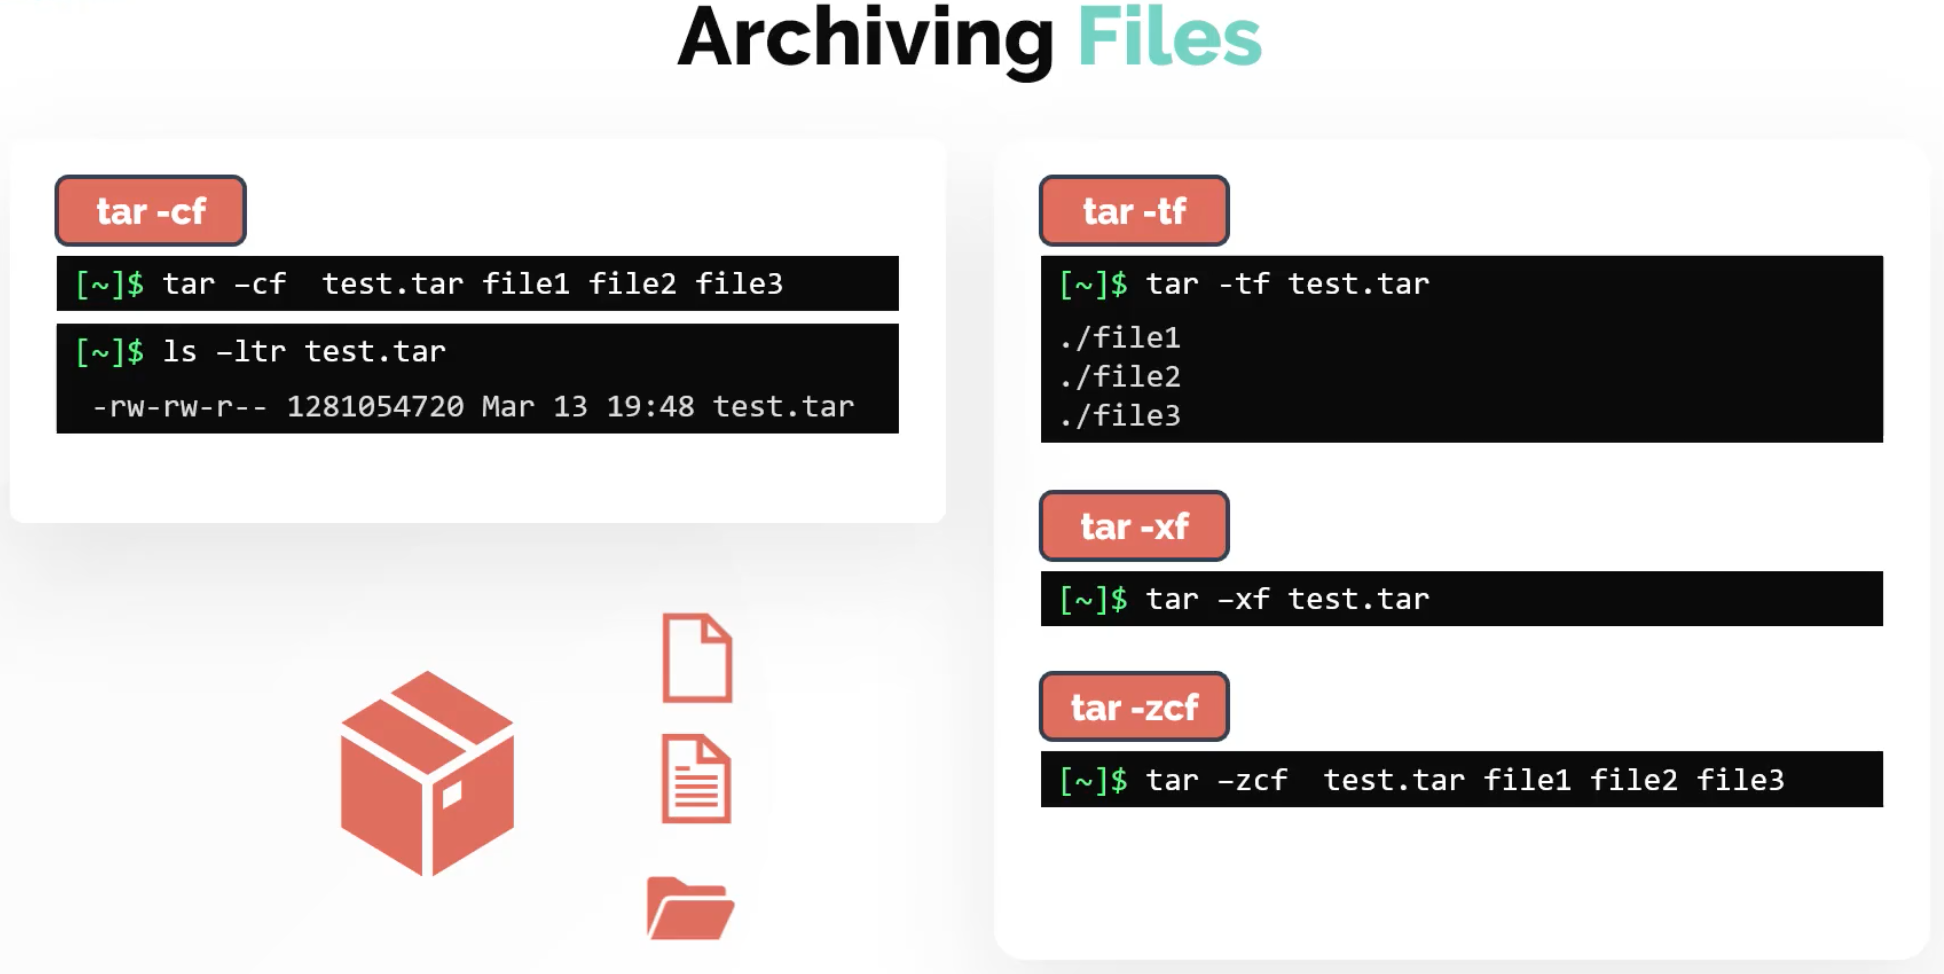 Archiving Files
tar -cf
[~]$ tar –cf  test.tar file1 file2 file3
[~]$ ls –ltr test.tar
-rw-rw-r-- 1281054720 Mar 13 19:48 test.tar
tar -tf
[~]$ tar -tf test.tar
./file1
./file2
./file3
tar -xf
[~]$ tar –xf test.tar
tar -zcf
[~]$ tar –zcf  test.tar file1 file2 file3